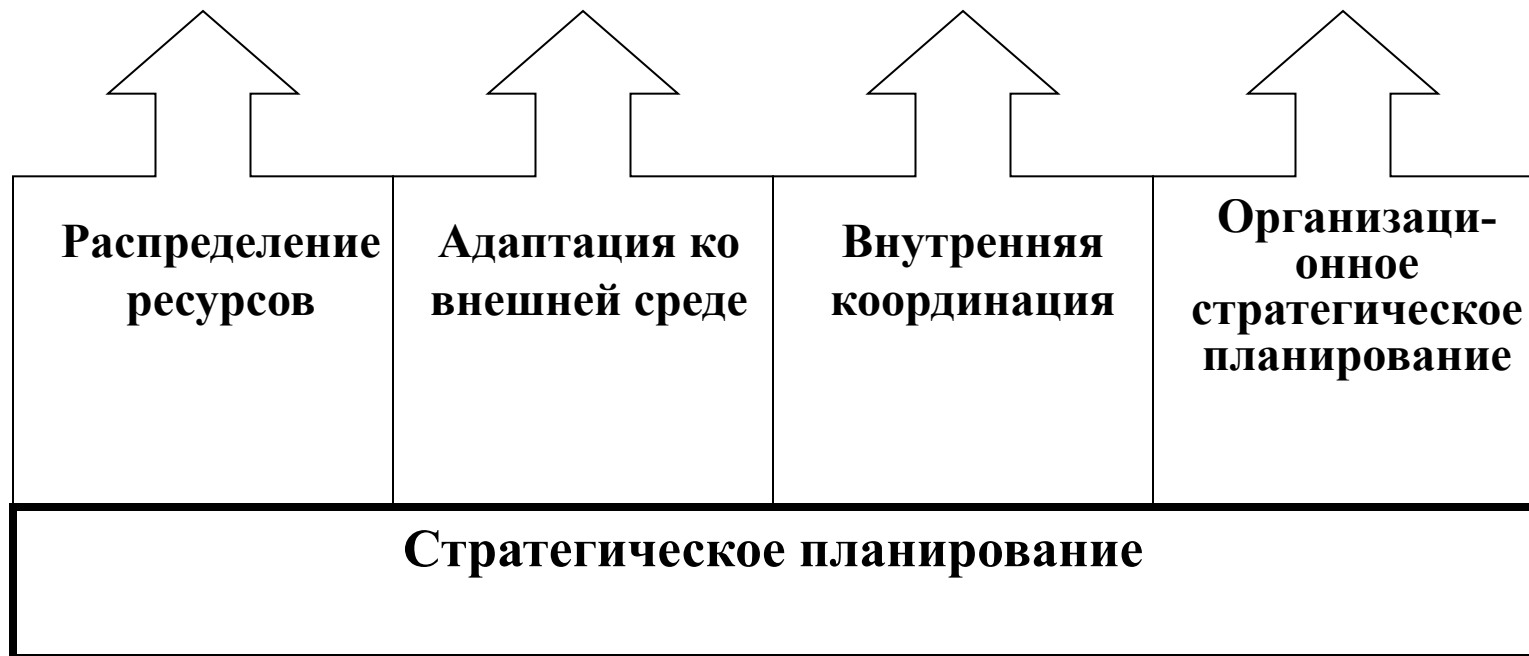 Распределение
ресурсов
Адаптация ко
внешней среде
Внутренняя
координация
Организаци-
онное
стратегическое
планирование
Стратегическое планирование